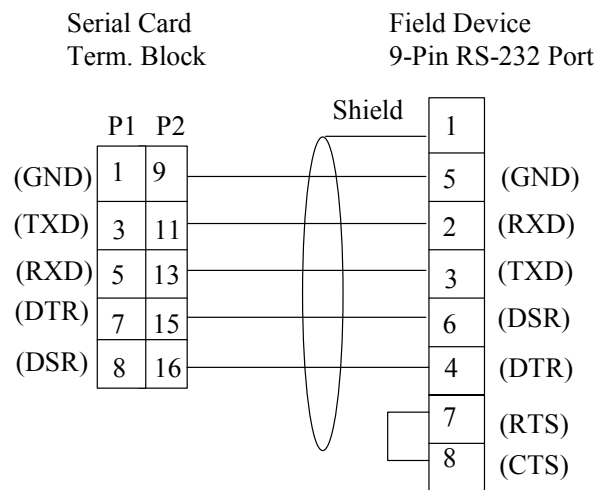 Serial Card Field Device
Term. Block 9-Pin RS-232 Port
Shield 1
P1 P2
(GND) 1 9 5 (GND)
(TXD) 3 11 2 (RXD)
(RXD) 5 13 3 (TXD)
(DTR) 7 15 6 (DSR)
(DSR) 8 16 4 (DTR)
7 (RTS)
8 (CTS)